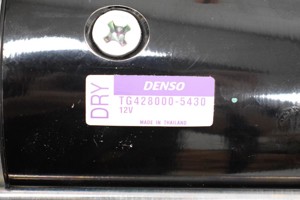 DRY
DENSO
TG428000-5430
12V
MADE IN THAILAND